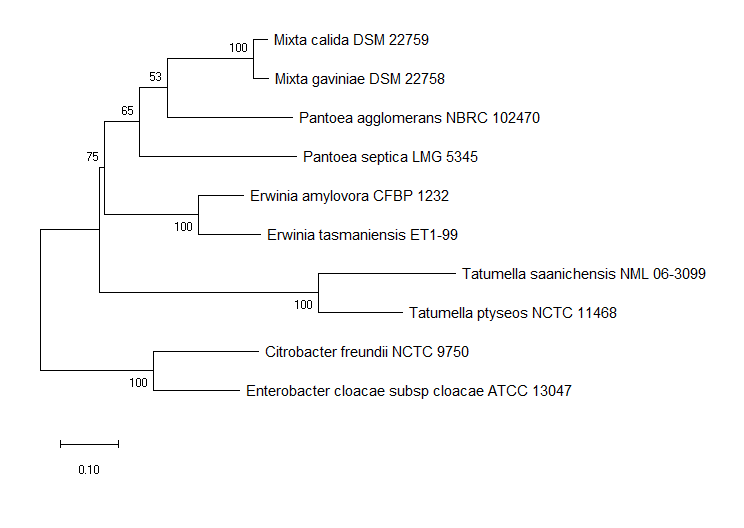 Mixta calida DSM 22759
100
Mixta gaviniae DSM 22758
53
65
Pantoea agglomerans NBRC 102470
75
Pantoea septica LMG 5345
Erwinia amylovora CFBP 1232
100
Erwinia tasmaniensis ET1-99
Tatumella saanichensis NML 06-3099
100
Tatumella ptyseos NCTC 11468
Citrobacter freundii NCTC 9750
100
Enterobacter cloacae subsp cloacae ATCC 13047
0.10